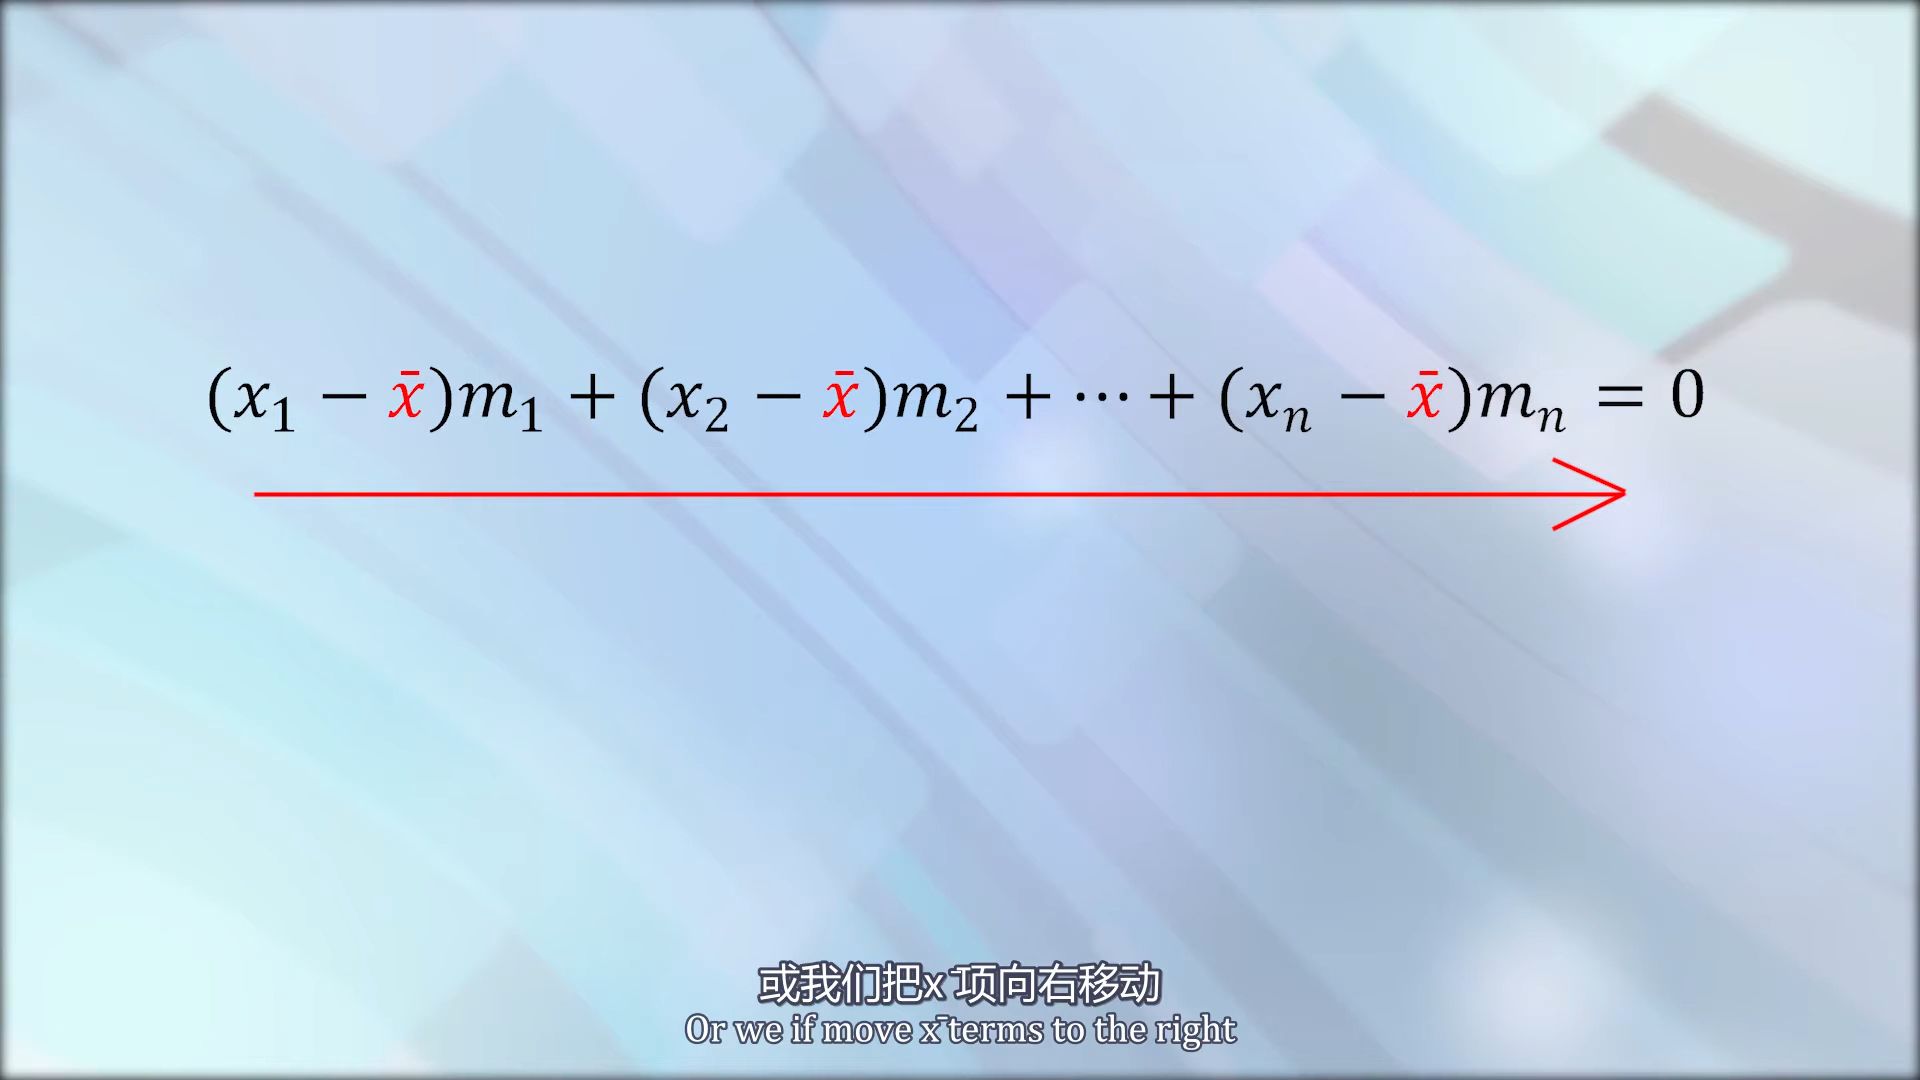 (x₁ − x̄)m₁ + (x₂ − x̄)m₂ + ⋯ + (xₙ − x̄)mₙ = 0
或我们把x̄ 项向右移动
Or we if move x̄ terms to the right